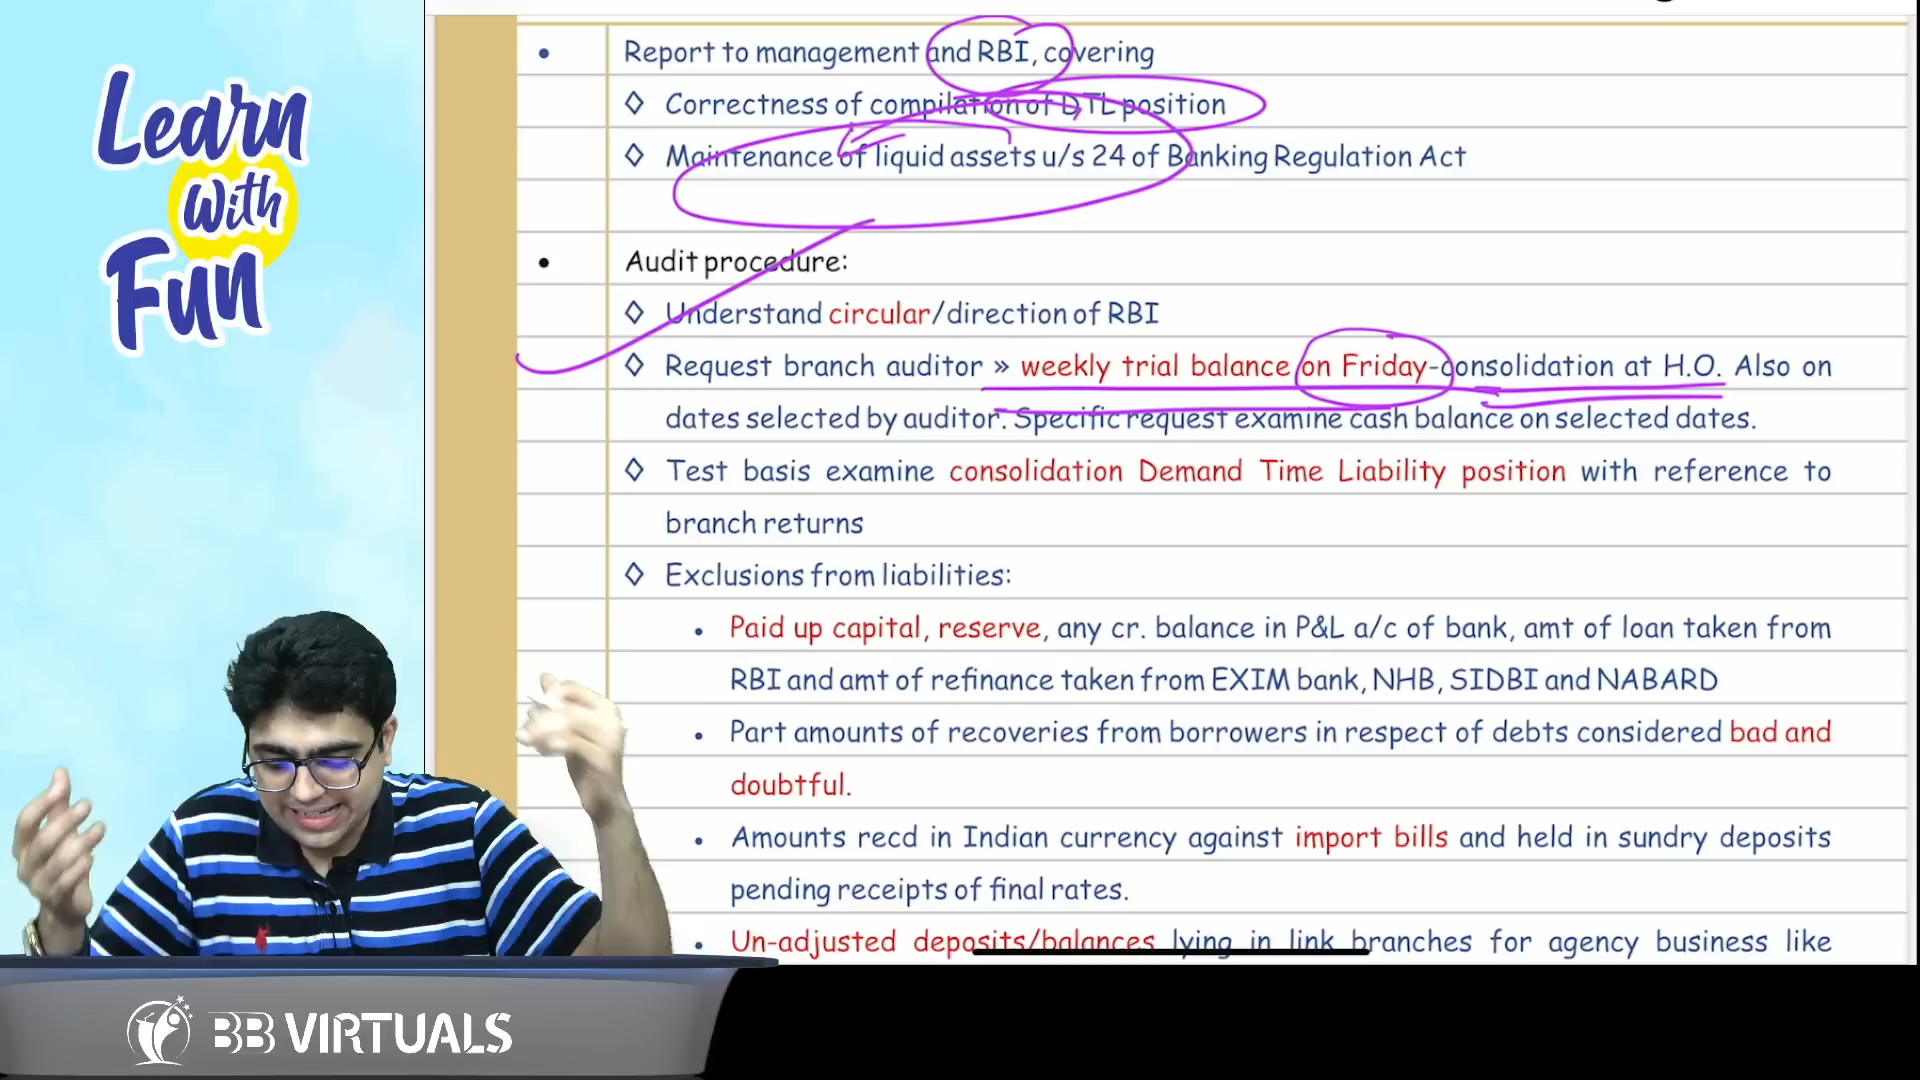 Learn
With
Fun
• Report to management and RBI, covering
◊ Correctness of compilation of DTL position
◊ Maintenance of liquid assets u/s 24 of Banking Regulation Act
• Audit procedure:
◊ Understand circular/direction of RBI
◊ Request branch auditor » weekly trial balance on Friday-consolidation at H.O. Also on
dates selected by auditor. Specific request examine cash balance on selected dates.
◊ Test basis examine consolidation Demand Time Liability position with reference to
branch returns
◊ Exclusions from liabilities:
• Paid up capital, reserve, any cr. balance in P&L a/c of bank, amt of loan taken from
RBI and amt of refinance taken from EXIM bank, NHB, SIDBI and NABARD
• Part amounts of recoveries from borrowers in respect of debts considered bad and
doubtful.
• Amounts recd in Indian currency against import bills and held in sundry deposits
pending receipts of final rates.
• Un-adjusted deposits/balances lying in link branches for agency business like
BB VIRTUALS